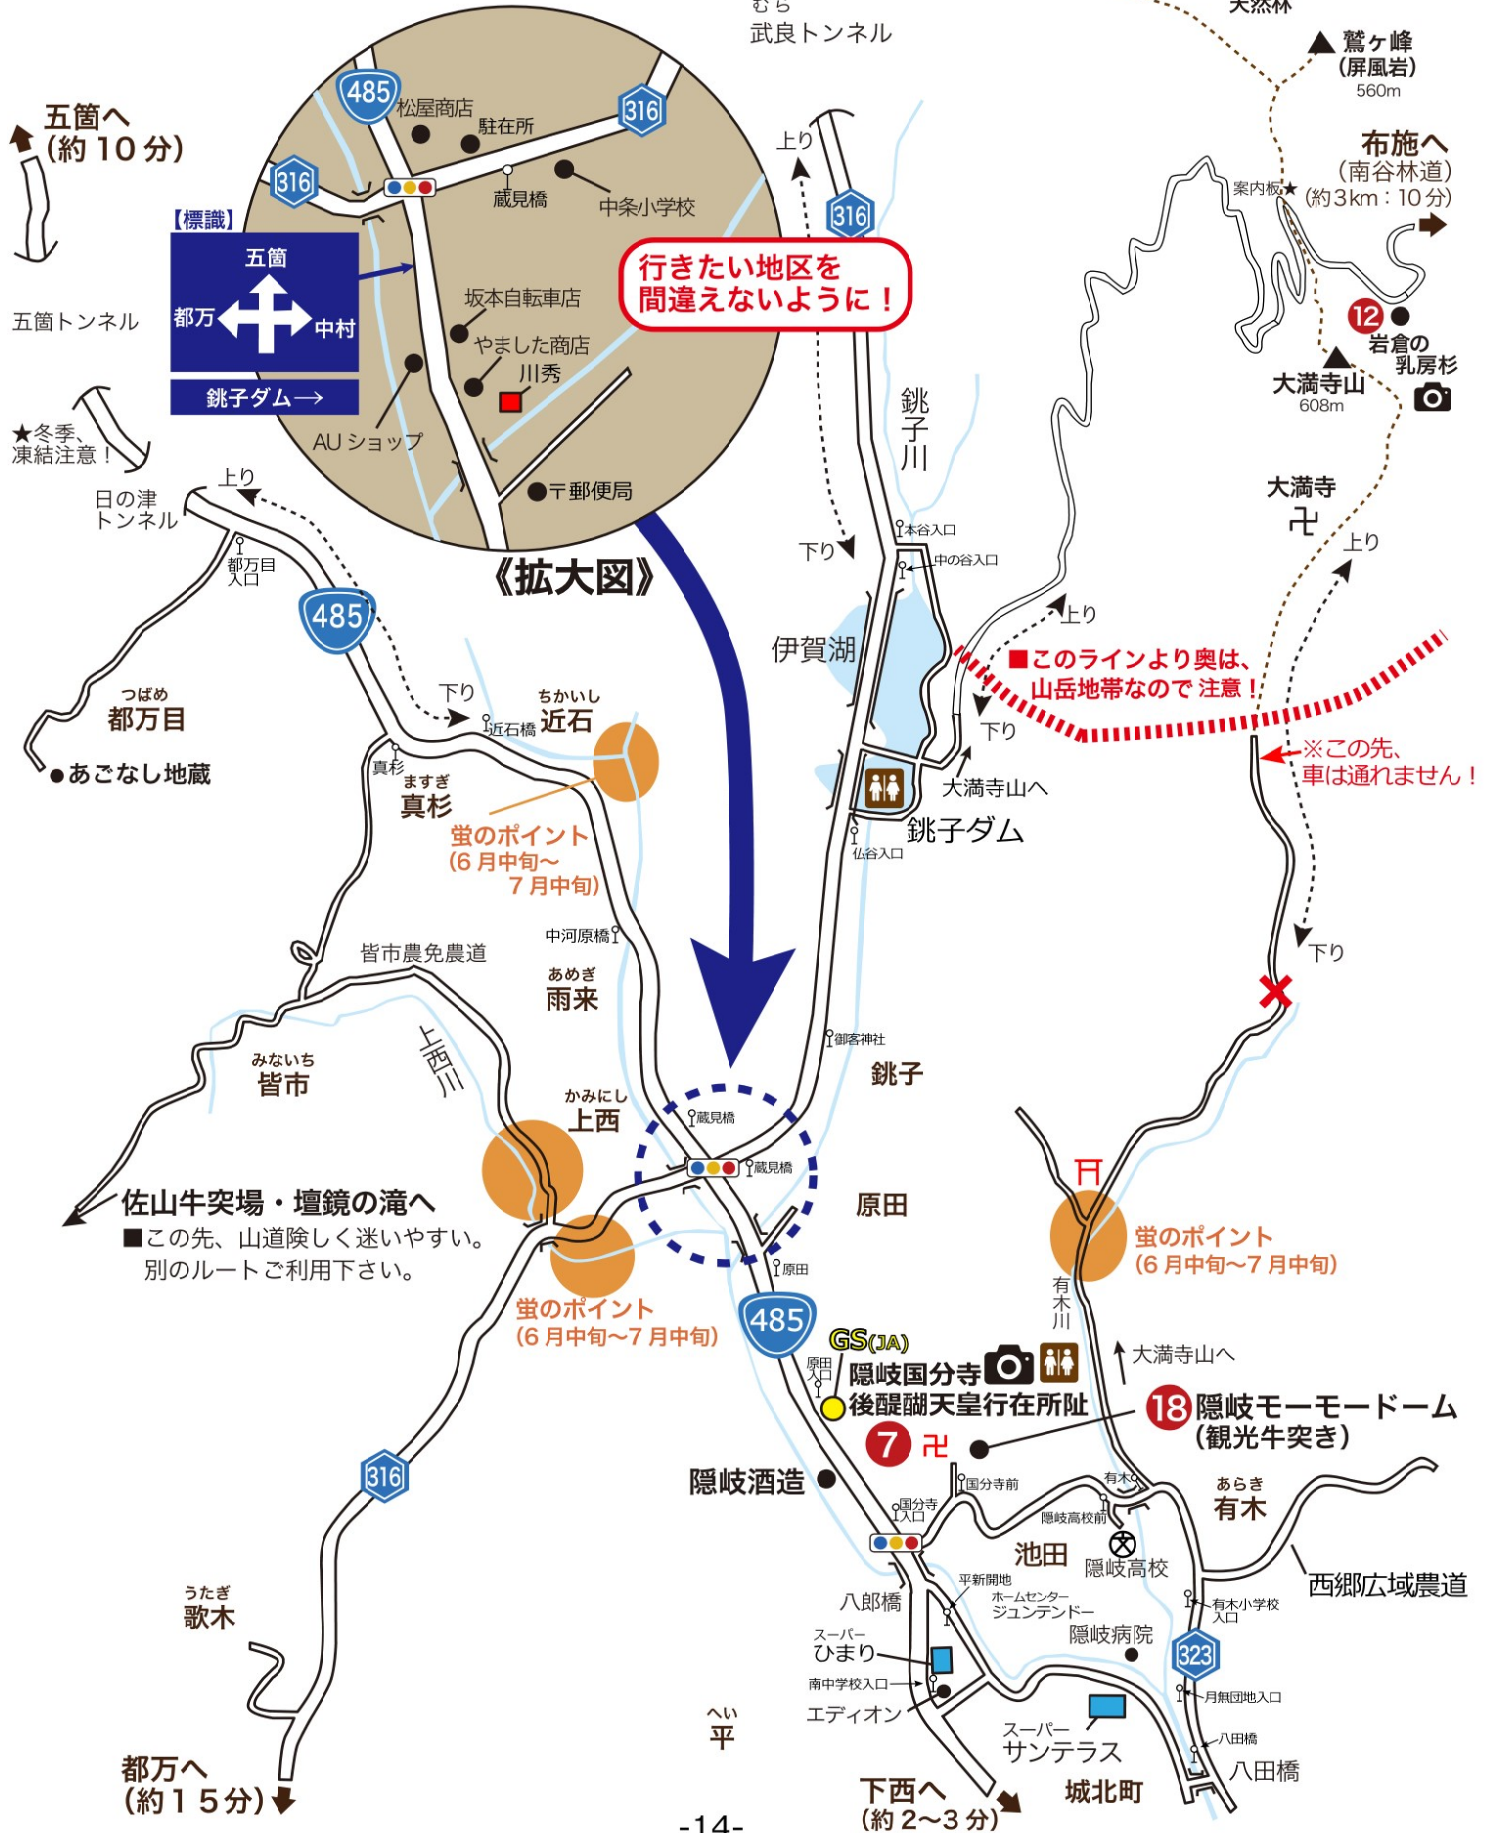 むら
武良トンネル
天然林
鷲ヶ峰
(屏風岩)
560m
五箇へ
(約10分)
485
松屋商店
駐在所
316
316
蔵見橋
中条小学校
上り
316
布施へ
(南谷林道)
(約3km:10分)
案内板★
【標識】
五箇
都万
中村
銚子ダム→
行きたい地区を
間違えないように!
坂本自転車店
やました商店
川秀
AUショップ
〒郵便局
《拡大図》
五箇トンネル
★冬季、
凍結注意!
12
岩倉の
乳房杉
大満寺山
608m
銚子川
大満寺
卍
上り
日の津
トンネル
上り
都万目
入口
485
下り
本谷入口
中の谷入口
上り
伊賀湖
■このラインより奥は、
山岳地帯なので注意!
つばめ
都万目
あごなし地蔵
下り
近石橋
ちかいし
近石
下り
※この先、
車は通れません!
真杉
ますぎ
真杉
大満寺山へ
銚子ダム
仏谷入口
蛍のポイント
(6月中旬〜
7月中旬)
中河原橋
皆市農免農道
下り
あめぎ
雨来
上西川
みないち
皆市
御客神社
銚子
かみにし
上西
蔵見橋
蔵見橋
佐山牛突場・壇鏡の滝へ
■この先、山道険しく迷いやすい。
別のルートご利用下さい。
原田
原田
蛍のポイント
(6月中旬〜7月中旬)
蛍のポイント
(6月中旬〜7月中旬)
有木川
485
GS(JA)
原田
入口
隠岐国分寺
後醍醐天皇行在所址
大満寺山へ
7
卍
18
隠岐モーモードーム
(観光牛突き)
316
隠岐酒造
国分寺前
有木
あらき
有木
国分寺
入口
隠岐高校前
池田
文
隠岐高校
西郷広域農道
うたぎ
歌木
八郎橋
平新開地
ホームセンター
ジュンテンドー
有木小学校
入口
スーパー
ひまり
隠岐病院
323
南中学校入口
エディオン
月無団地入口
へい
平
スーパー
サンテラス
八田橋
八田橋
都万へ
(約15分)
下西へ
(約2〜3分)
城北町
-14-